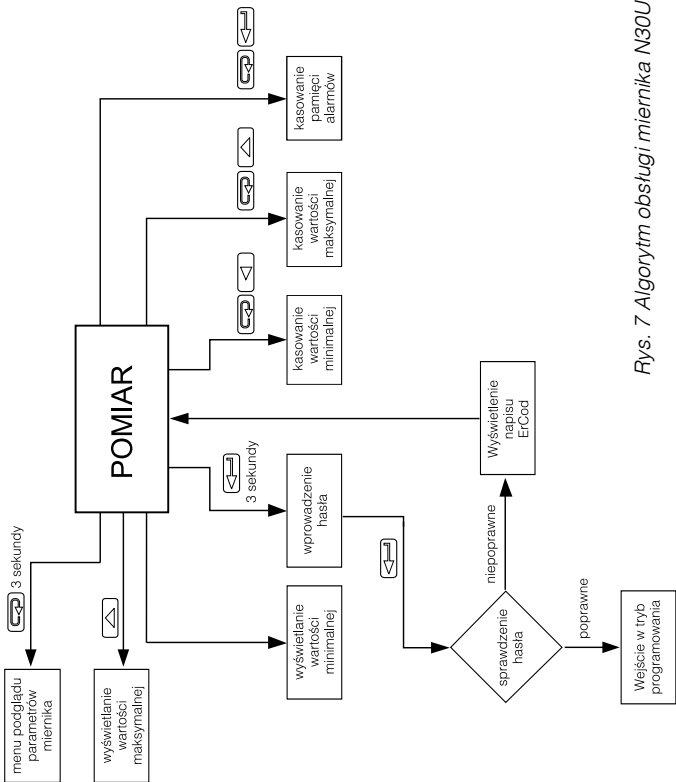 menu podglądu
parametrów
miernika
3 sekundy
wyświetlanie
wartości
maksymalnej
POMIAR
wyświetlanie
wartości
minimalnej
3 sekundy
wprowadzenie
hasła
kasowanie
wartości
minimalnej
kasowanie
wartości
maksymalnej
kasowanie
pamięci
alarmów
sprawdzenie
hasła
niepoprawne
Wyświetlenie
napisu
ErCod
poprawne
Wejście w tryb
programowania
Rys. 7 Algorytm obsługi miernika N30U